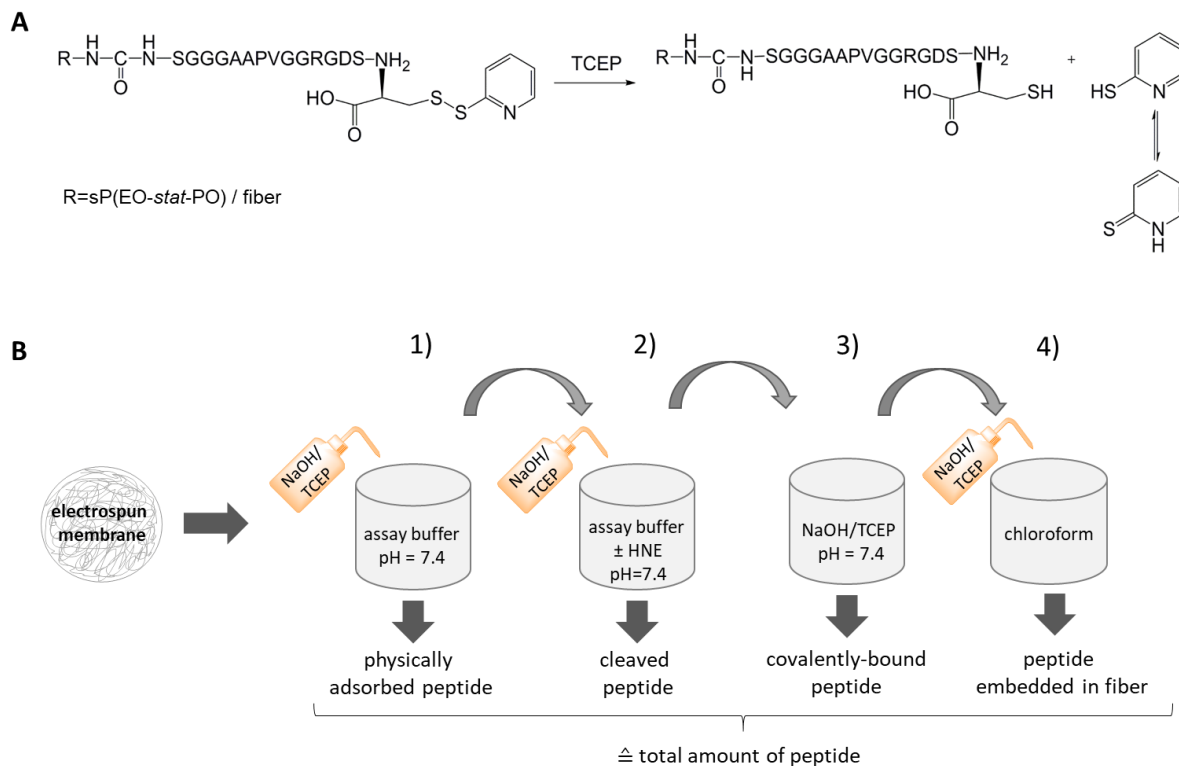 A
R–N(H)–C(=O)–N(H)–SGGGGAAPVGGRGDS–NH2
HO
O
S
S
N
TCEP
R–N(H)–C(=O)–N(H)–SGGGGAAPVGGRGDS–NH2
HO
O
SH
+
HS
N
S
N
H
R=sP(EO-stat-PO) / fiber
B
1)
2)
3)
4)
NaOH/
TCEP
NaOH/
TCEP
NaOH/
TCEP
electrospun
membrane
assay buffer
pH = 7.4
assay buffer
± HNE
pH=7.4
NaOH/TCEP
pH = 7.4
chloroform
physically
adsorbed peptide
cleaved
peptide
covalently-bound
peptide
peptide
embedded in fiber
≙ total amount of peptide